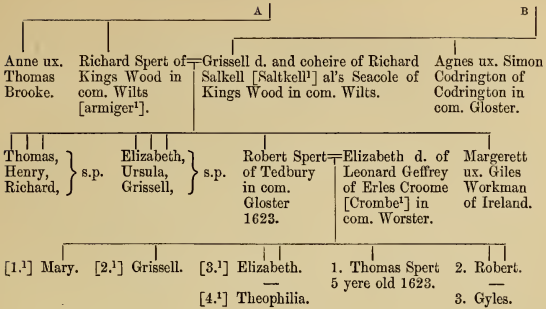 A
B
Anne ux.
Thomas
Brooke.
Richard Spert of
Kings Wood in
com. Wilts
[armiger¹].
Grissell d. and coheire of Richard
Salkell [Saltkell¹] al's Seacole of
Kings Wood in com. Wilts.
Agnes ux. Simon
Codrington of
Codrington in
com. Gloster.
Thomas,
Henry,
Richard,
s.p.
Elizabeth,
Ursula,
Grissell,
s.p.
Robert Spert
of Tedbury
in com.
Gloster
1623.
Elizabeth d. of
Leonard Geffrey
of Erles Croome
[Crombe¹] in
com. Worster.
Margerett
ux. Giles
Workman
of Ireland.
[1.¹] Mary.
[2.¹] Grissell.
[3.¹] Elizabeth.
[4.¹] Theophilia.
1. Thomas Spert
5 yere old 1623.
2. Robert.
3. Gyles.